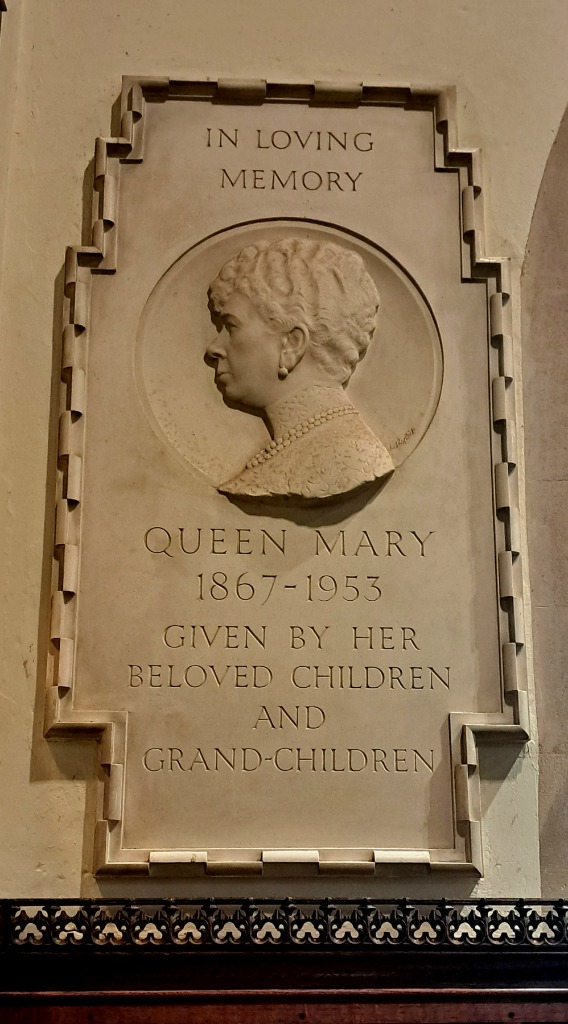 IN LOVING
MEMORY
QUEEN MARY
1867-1953
GIVEN BY HER
BELOVED CHILDREN
AND
GRAND-CHILDREN